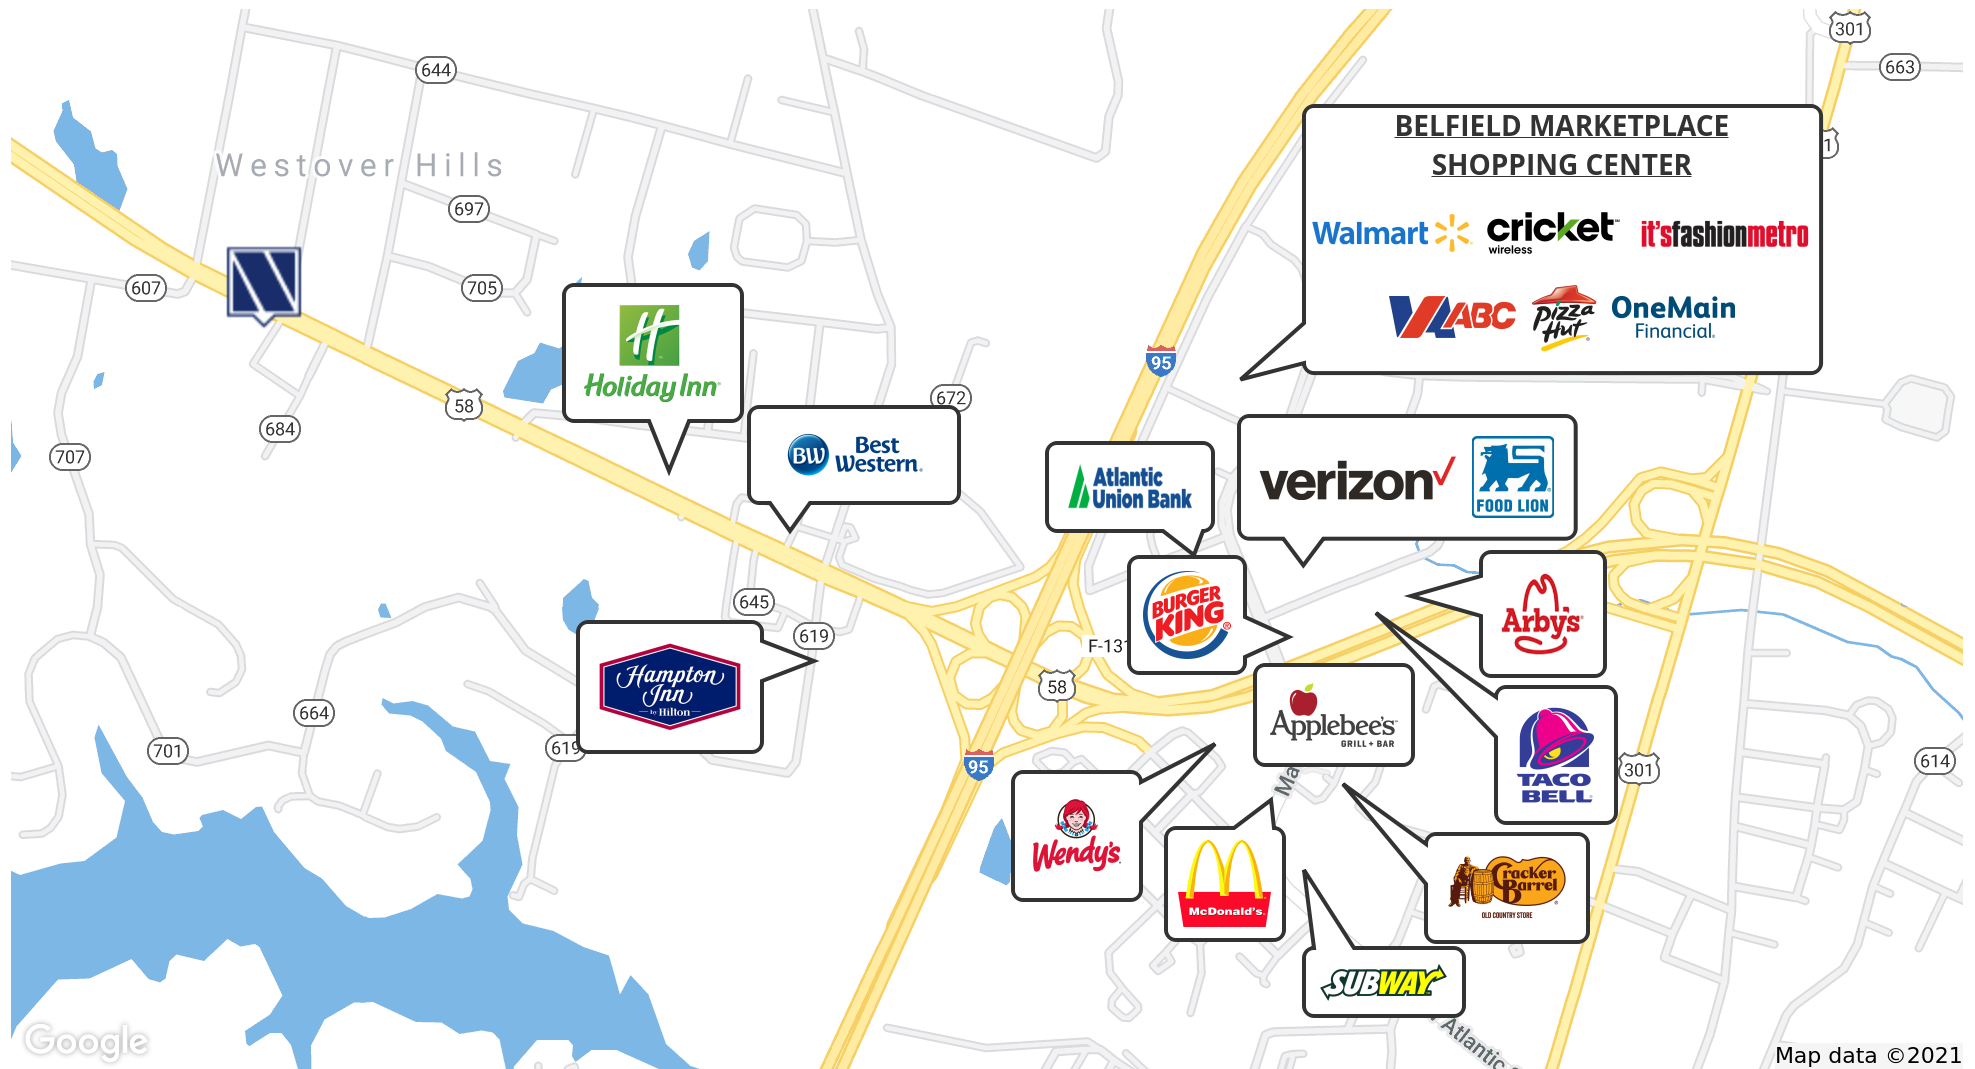 301
644
663
BELFIELD MARKETPLACE
SHOPPING CENTER
1
Westover Hills
697
Walmart
cricket
wireless
it'sfashionmetro
607
705
ABC
Pizza
Hut
OneMain
Financial
Holiday Inn
95
58
672
684
707
BW
Best
Western
Atlantic
Union Bank
verizon
FOOD LION
645
619
BURGER
KING
F-131
Arby's
Hampton
Inn
by Hilton
58
664
701
619
95
Applebee's
GRILL + BAR
TACO
BELL
301
614
Ma
Wendy's
McDonald's
Cracker
Barrel
OLD COUNTRY STORE
SUBWAY
Atlantic
Google
Map data ©2021